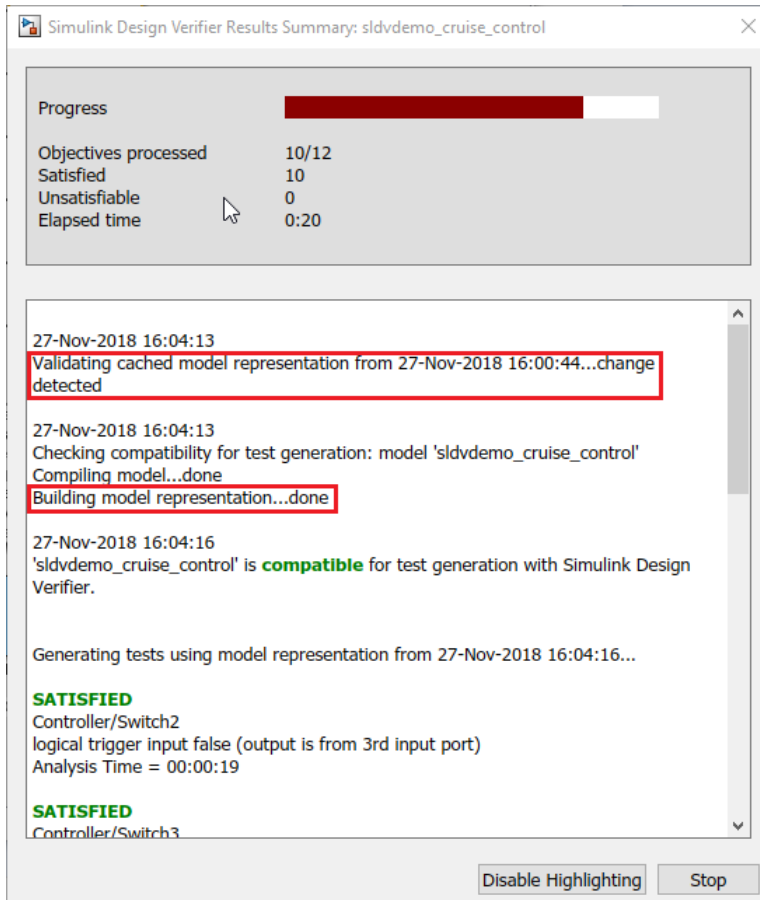 Simulink Design Verifier Results Summary: sldvdemo_cruise_control
Progress
Objectives processed 10/12
Satisfied 10
Unsatisfiable 0
Elapsed time 0:20
27-Nov-2018 16:04:13
Validating cached model representation from 27-Nov-2018 16:00:44...change
detected
27-Nov-2018 16:04:13
Checking compatibility for test generation: model 'sldvdemo_cruise_control'
Compiling model...done
Building model representation...done
27-Nov-2018 16:04:16
'sldvdemo_cruise_control' is compatible for test generation with Simulink Design
Verifier.
Generating tests using model representation from 27-Nov-2018 16:04:16...
SATISFIED
Controller/Switch2
logical trigger input false (output is from 3rd input port)
Analysis Time = 00:00:19
SATISFIED
Controller/Switch3
Disable Highlighting Stop